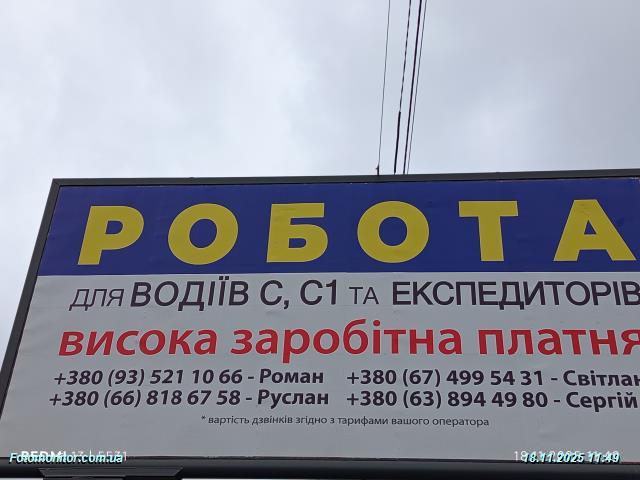 РОБОТА
ДЛЯ ВОДІЇВ С, С1 ТА ЕКСПЕДИТОРІВ
висока заробітна платня
+380 (93) 521 10 66 - Роман +380 (67) 499 54 31 - Світлан
+380 (66) 818 67 58 - Руслан +380 (63) 894 49 80 - Сергій
* вартість дзвінків згідно з тарифами вашого оператора
Fotomonitor.com.ua 18.11.2025 11:49